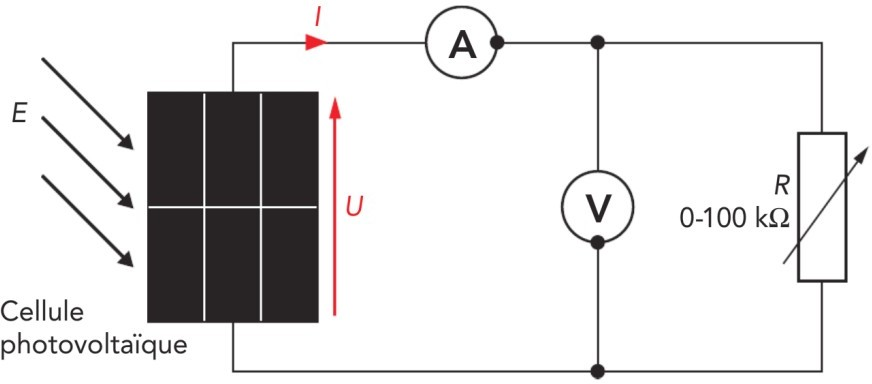 I
A
E
U
V
R
0-100 kΩ
Cellule
photovoltaïque